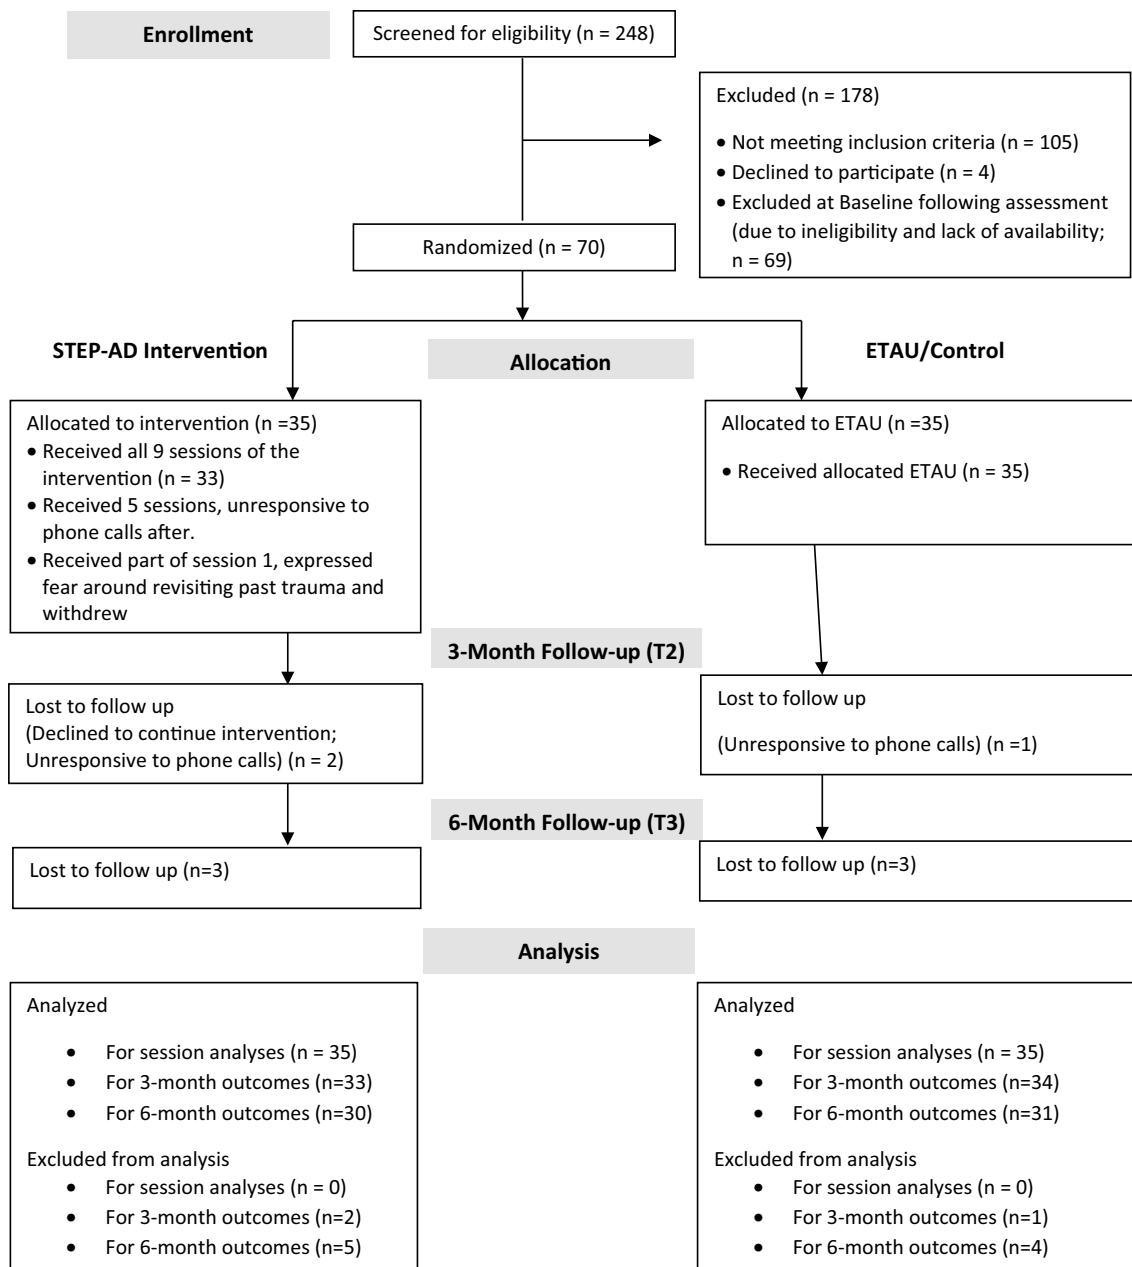 Enrollment
Screened for eligibility (n = 248)
Excluded (n = 178)
• Not meeting inclusion criteria (n = 105)
• Declined to participate (n = 4)
• Excluded at Baseline following assessment
(due to ineligibility and lack of availability;
n = 69)
Randomized (n = 70)
STEP-AD Intervention
Allocation
ETAU/Control
Allocated to intervention (n =35)
• Received all 9 sessions of the
intervention (n = 33)
• Received 5 sessions, unresponsive to
phone calls after.
• Received part of session 1, expressed
fear around revisiting past trauma and
withdrew
Allocated to ETAU (n =35)
• Received allocated ETAU (n = 35)
3-Month Follow-up (T2)
Lost to follow up
(Declined to continue intervention;
Unresponsive to phone calls) (n = 2)
Lost to follow up
(Unresponsive to phone calls) (n =1)
6-Month Follow-up (T3)
Lost to follow up (n=3)
Lost to follow up (n=3)
Analysis
Analyzed
• For session analyses (n = 35)
• For 3-month outcomes (n=33)
• For 6-month outcomes (n=30)
Excluded from analysis
• For session analyses (n = 0)
• For 3-month outcomes (n=2)
• For 6-month outcomes (n=5)
Analyzed
• For session analyses (n = 35)
• For 3-month outcomes (n=34)
• For 6-month outcomes (n=31)
Excluded from analysis
• For session analyses (n = 0)
• For 3-month outcomes (n=1)
• For 6-month outcomes (n=4)